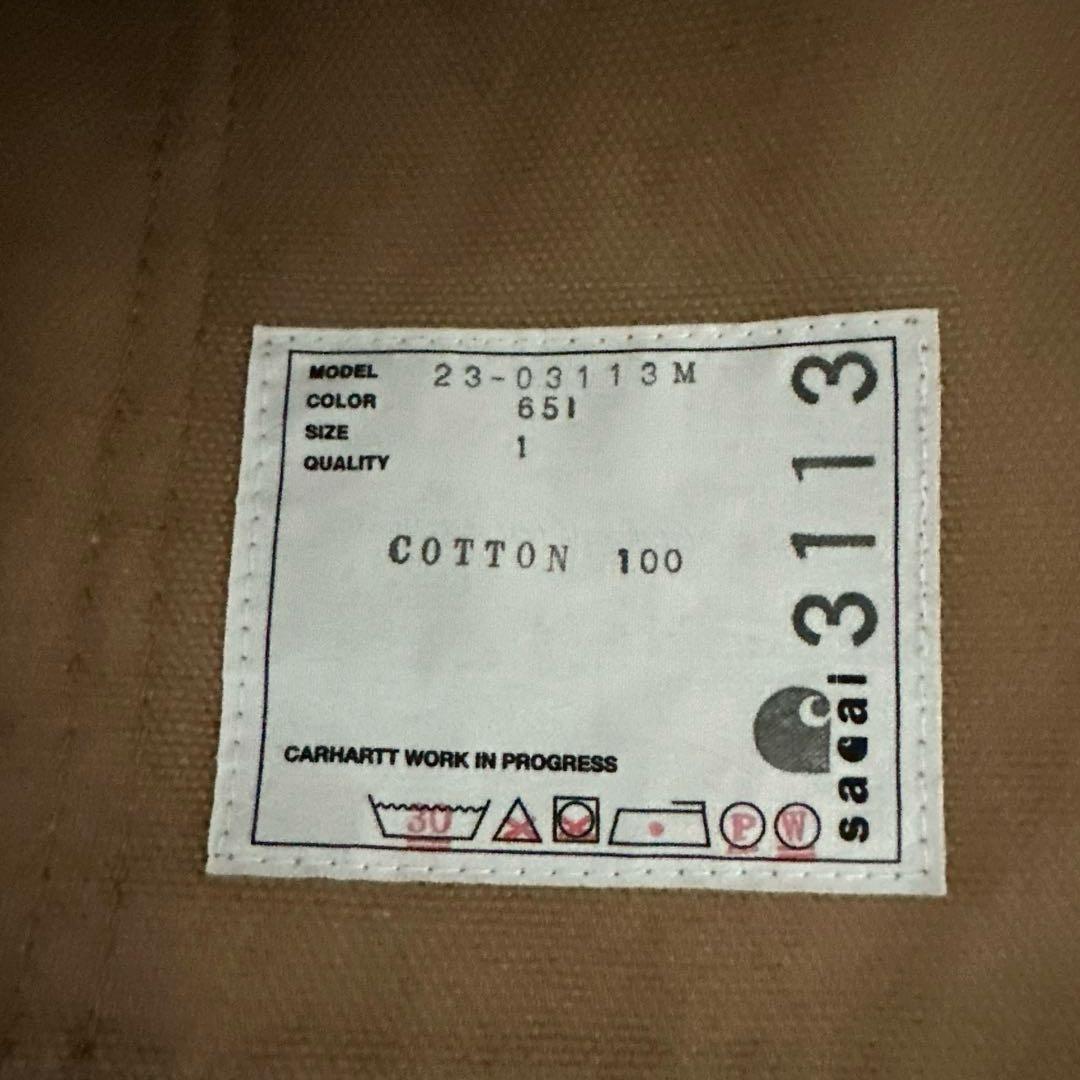 MODEL 23-03113M
COLOR 651
SIZE 1
QUALITY
COTTON 100
CARHARTT WORK IN PROGRESS
30 P W
sacai 3113